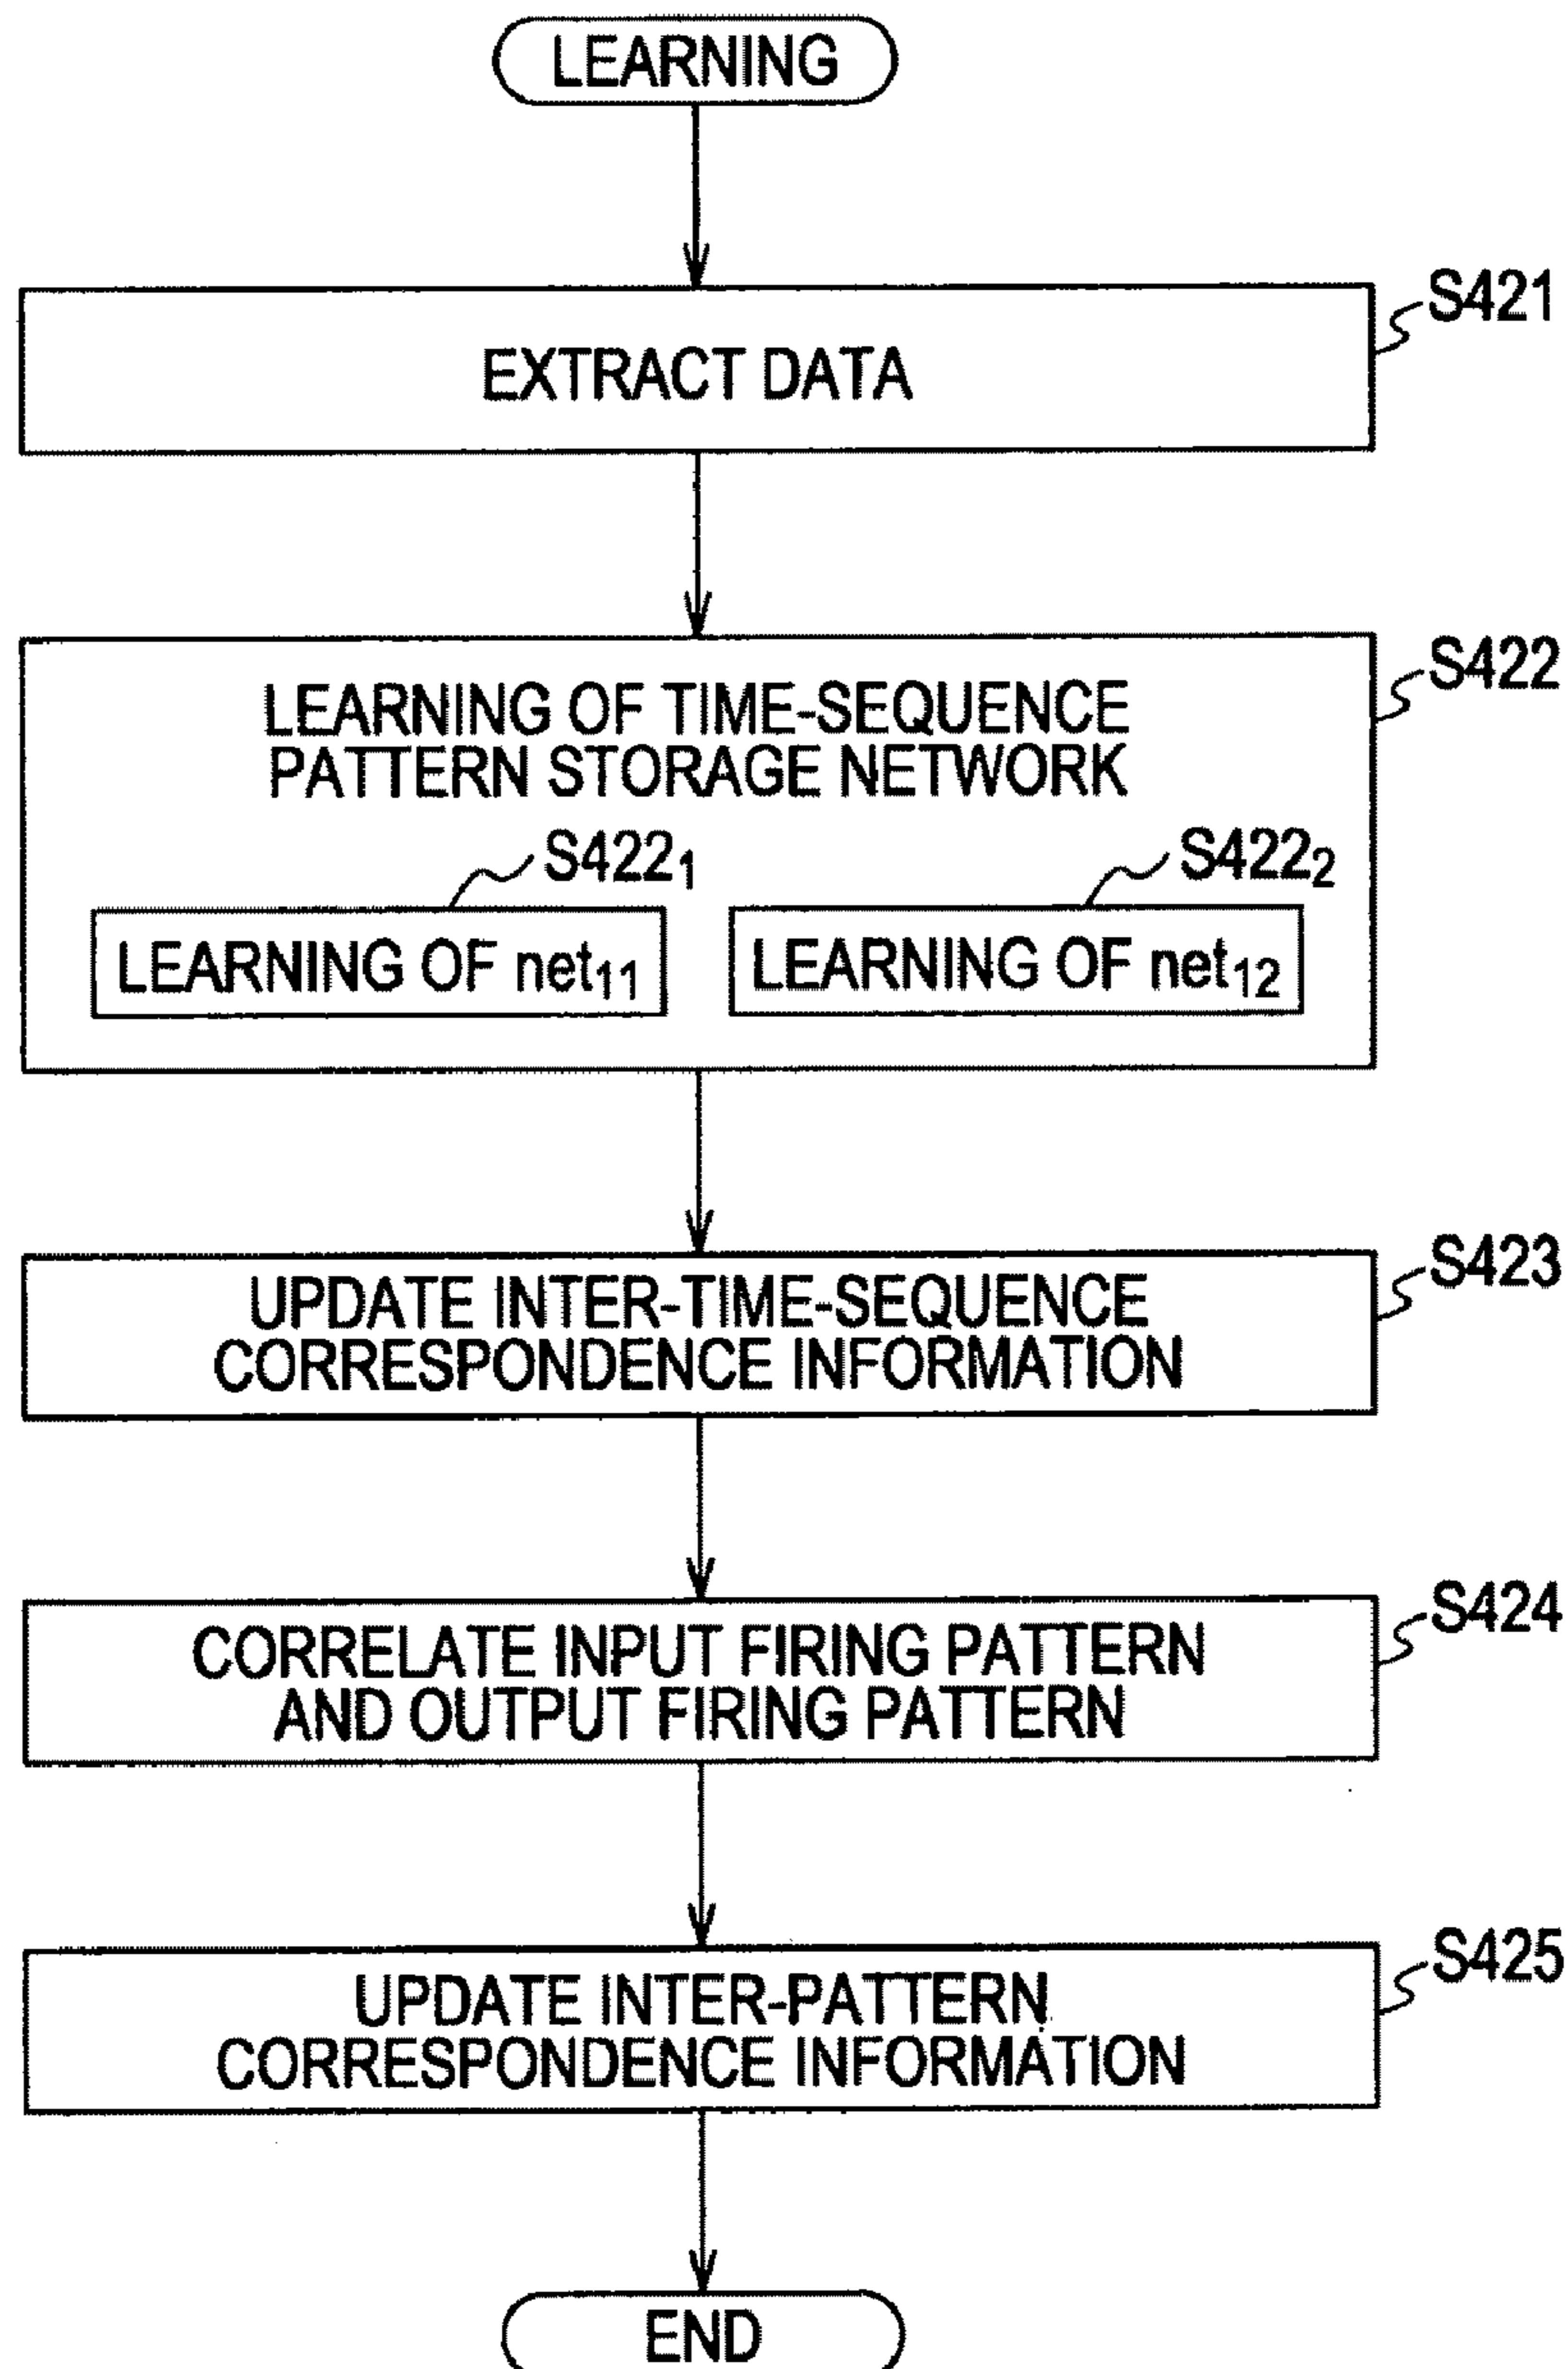 LEARNING
S421
EXTRACT DATA
S422
LEARNING OF TIME-SEQUENCE
PATTERN STORAGE NETWORK
S422₁
S422₂
LEARNING OF net₁₁
LEARNING OF net₁₂
S423
UPDATE INTER-TIME-SEQUENCE
CORRESPONDENCE INFORMATION
S424
CORRELATE INPUT FIRING PATTERN
AND OUTPUT FIRING PATTERN
S425
UPDATE INTER-PATTERN
CORRESPONDENCE INFORMATION
END